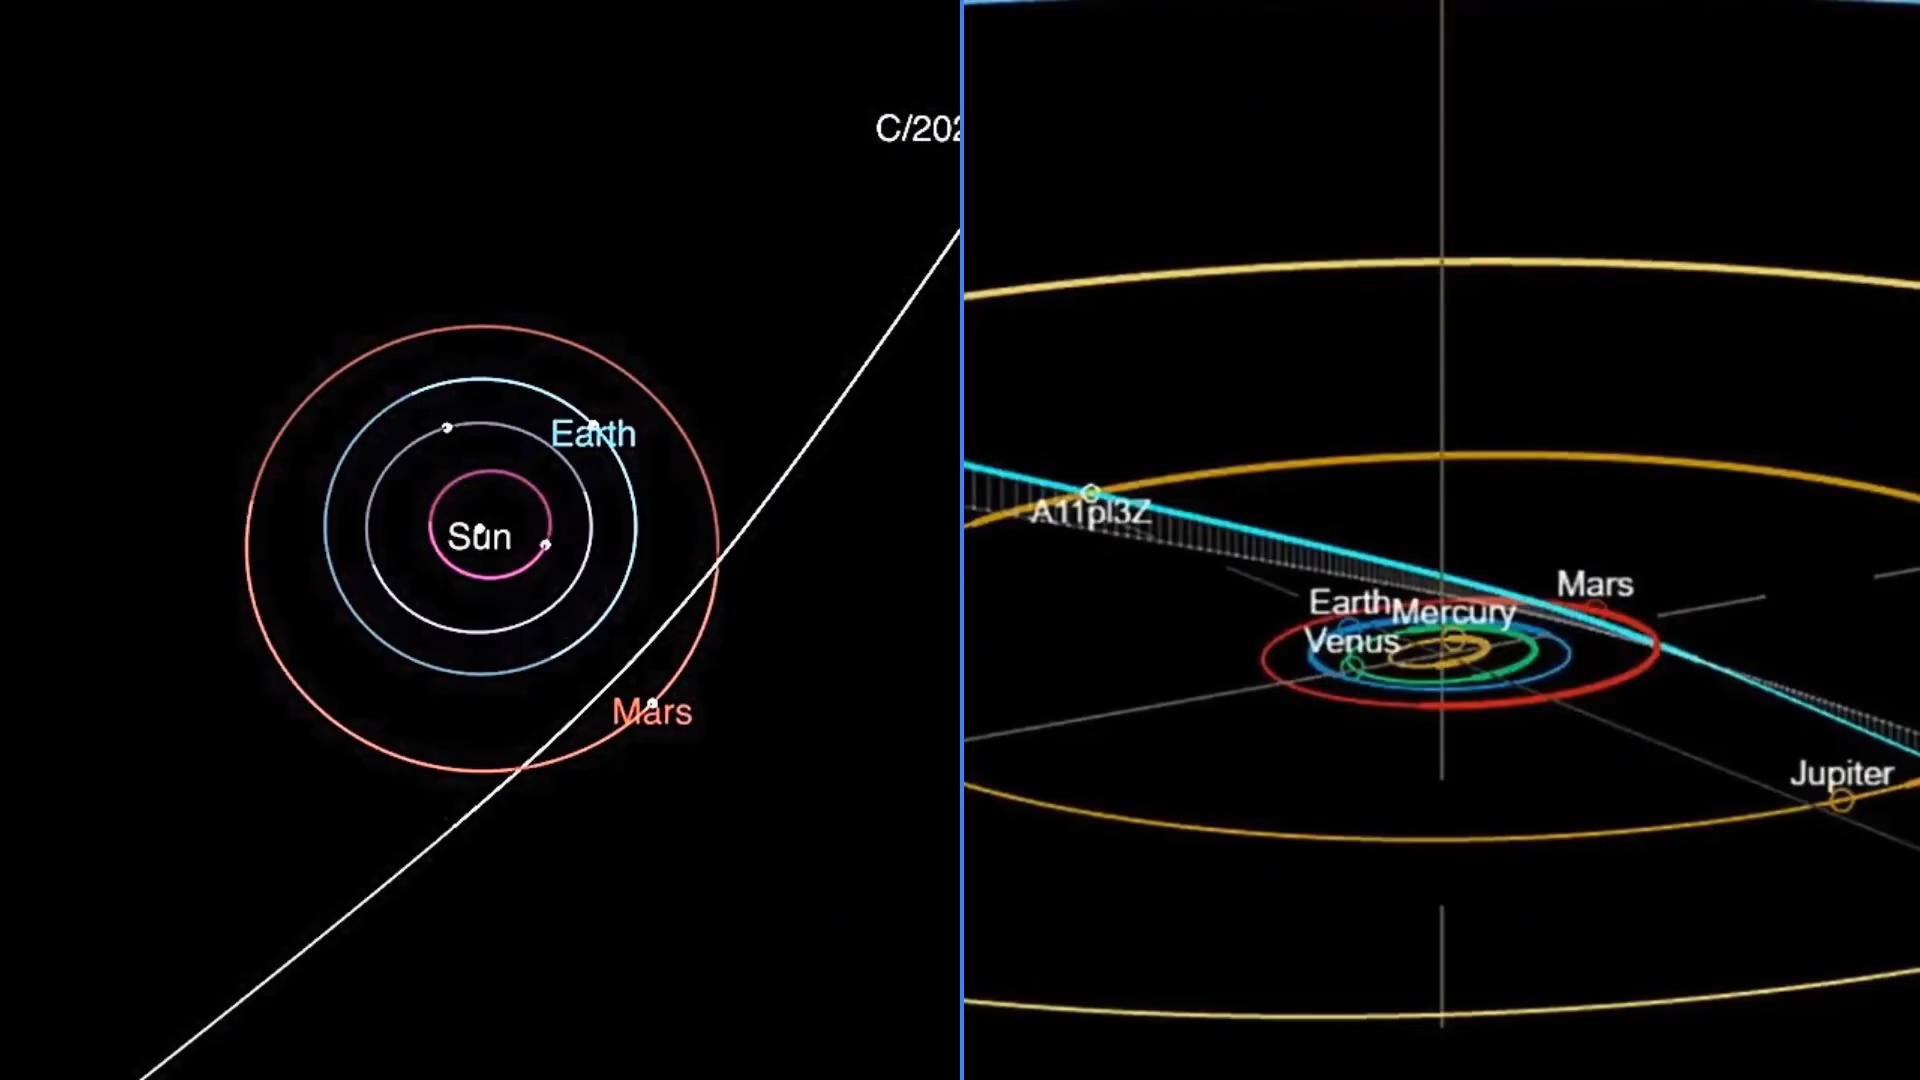 C/202
Earth
Sun
Mars
A11pl3Z
Mars
Earth
Mercury
Venus
Jupiter